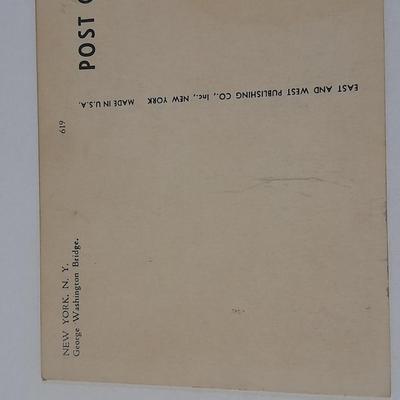 NEW YORK, N. Y.
George Washington Bridge.
619
POST
EAST AND WEST PUBLISHING CO., Inc., NEW YORK MADE IN U.S.A.